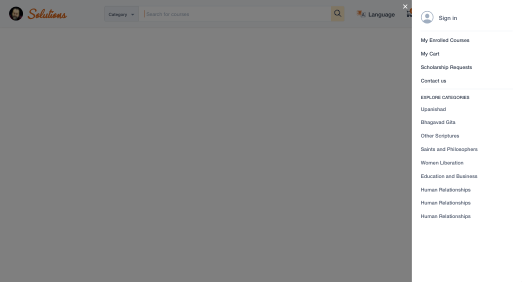 Solutions
Category
Search for courses
Language
Sign in
My Enrolled Courses
My Cart
Scholarship Requests
Contact us
EXPLORE CATEGORIES
Upanishad
Bhagavad Gita
Other Scriptures
Saints and Philosophers
Women Liberation
Education and Business
Human Relationships
Human Relationships
Human Relationships